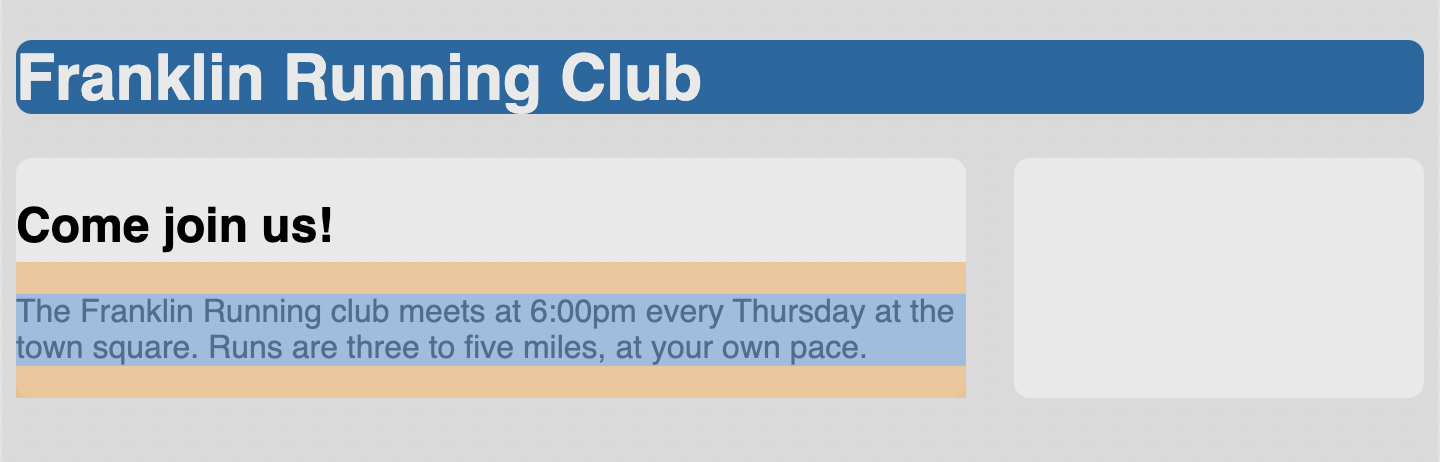 Franklin Running Club
Come join us!
The Franklin Running club meets at 6:00pm every Thursday at the
town square. Runs are three to five miles, at your own pace.